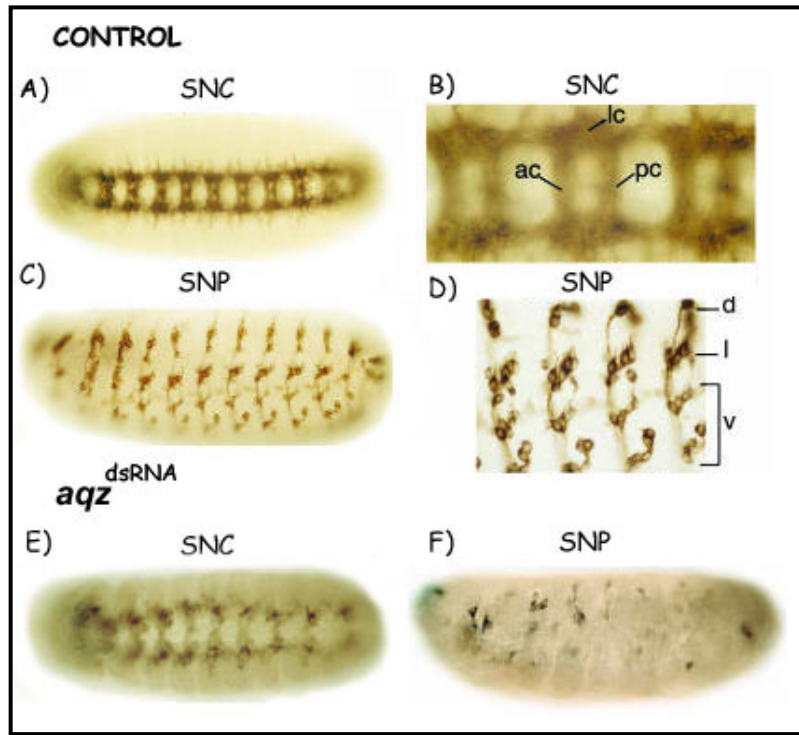 CONTROL
A) SNC
B) SNC
lc
ac
pc
C) SNP
D) SNP
d
l
v
aqz dsRNA
E) SNC
F) SNP